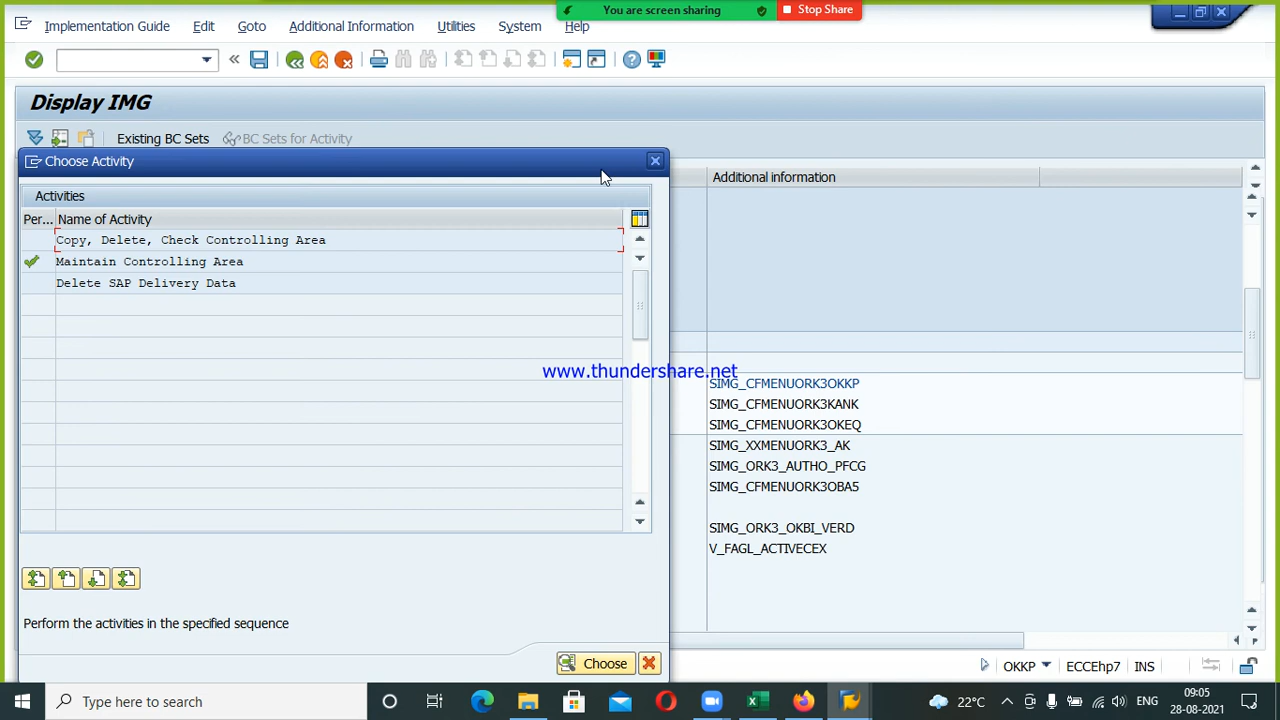 You are screen sharing
Stop Share
Implementation Guide Edit Goto Additional Information Utilities System Help
Display IMG
Existing BC Sets BC Sets for Activity
Choose Activity
Additional information
Activities
Per... Name of Activity
Copy, Delete, Check Controlling Area
Maintain Controlling Area
Delete SAP Delivery Data
www.thundershare.net
SIMG_CFMENUORK3OKKP
SIMG_CFMENUORK3KANK
SIMG_CFMENUORK3OKEQ
SIMG_XXMENUORK3_AK
SIMG_ORK3_AUTHO_PFCG
SIMG_CFMENUORK3OBA5
SIMG_ORK3_OKBI_VERD
V_FAGL_ACTIVECEX
Perform the activities in the specified sequence
Choose
OKKP ECCEhp7 INS
Type here to search
22°C ENG
09:05
28-08-2021